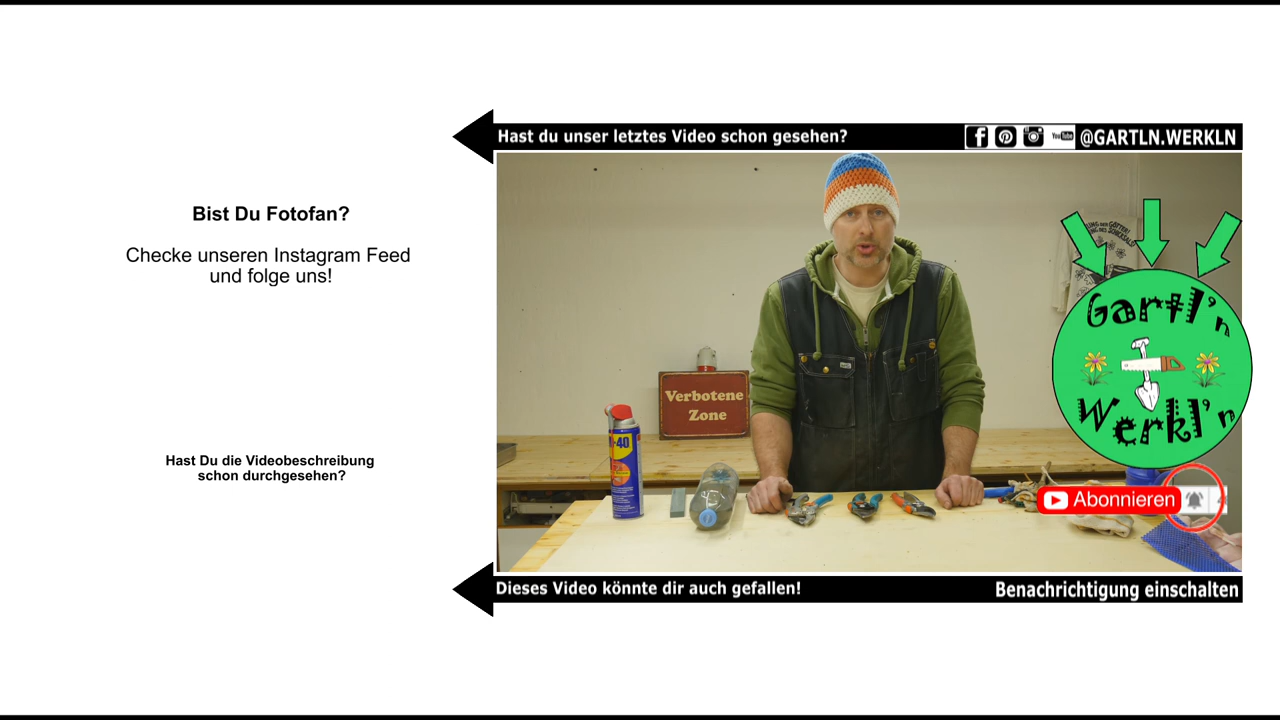 Hast du unser letztes Video schon gesehen?
@GARTLN.WERKLN
Bist Du Fotofan?
Checke unseren Instagram Feed
und folge uns!
Hast Du die Videobeschreibung
schon durchgesehen?
Verbotene
Zone
-40
Gartl'n
Werkl'n
Abonnieren
Dieses Video könnte dir auch gefallen!
Benachrichtigung einschalten